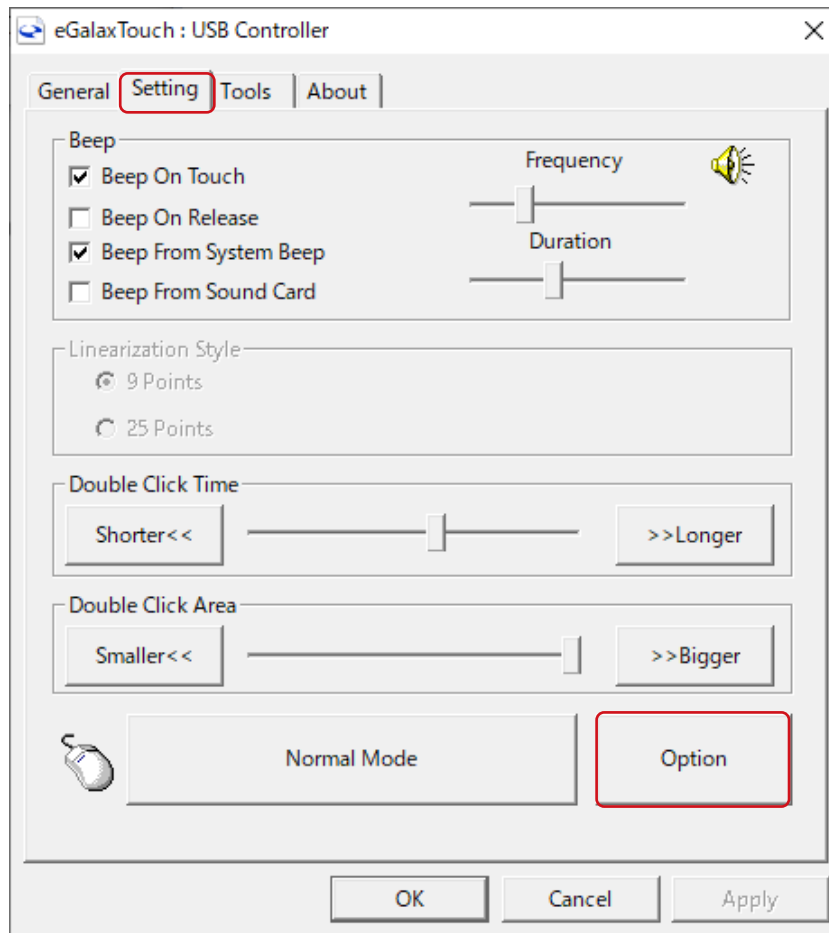 eGalaxTouch : USB Controller
General Setting Tools About
Beep
Beep On Touch
Frequency
Beep On Release
Beep From System Beep
Duration
Beep From Sound Card
Linearization Style
9 Points
25 Points
Double Click Time
Shorter<< >>Longer
Double Click Area
Smaller<< >>Bigger
Normal Mode Option
OK Cancel Apply